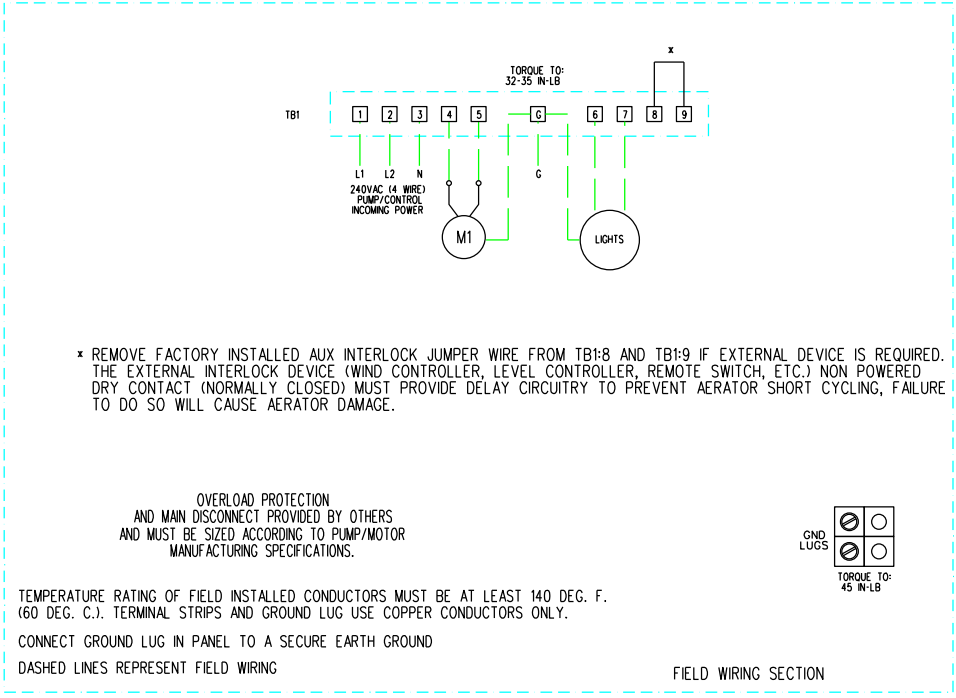 x
TORQUE TO:
32-35 IN-LB
TB1
1 2 3 4 5 G 6 7 8 9
L1 L2 N G
240VAC (4 WIRE)
PUMP/CONTROL
INCOMING POWER
M1
LIGHTS
x REMOVE FACTORY INSTALLED AUX INTERLOCK JUMPER WIRE FROM TB1:8 AND TB1:9 IF EXTERNAL DEVICE IS REQUIRED.
THE EXTERNAL INTERLOCK DEVICE (WIND CONTROLLER, LEVEL CONTROLLER, REMOTE SWITCH, ETC.) NON POWERED
DRY CONTACT (NORMALLY CLOSED) MUST PROVIDE DELAY CIRCUITRY TO PREVENT AERATOR SHORT CYCLING, FAILURE
TO DO SO WILL CAUSE AERATOR DAMAGE.
OVERLOAD PROTECTION
AND MAIN DISCONNECT PROVIDED BY OTHERS
AND MUST BE SIZED ACCORDING TO PUMP/MOTOR
MANUFACTURING SPECIFICATIONS.
GND
LUGS
TORQUE TO:
45 IN-LB
TEMPERATURE RATING OF FIELD INSTALLED CONDUCTORS MUST BE AT LEAST 140 DEG. F.
(60 DEG. C.). TERMINAL STRIPS AND GROUND LUG USE COPPER CONDUCTORS ONLY.
CONNECT GROUND LUG IN PANEL TO A SECURE EARTH GROUND
DASHED LINES REPRESENT FIELD WIRING
FIELD WIRING SECTION